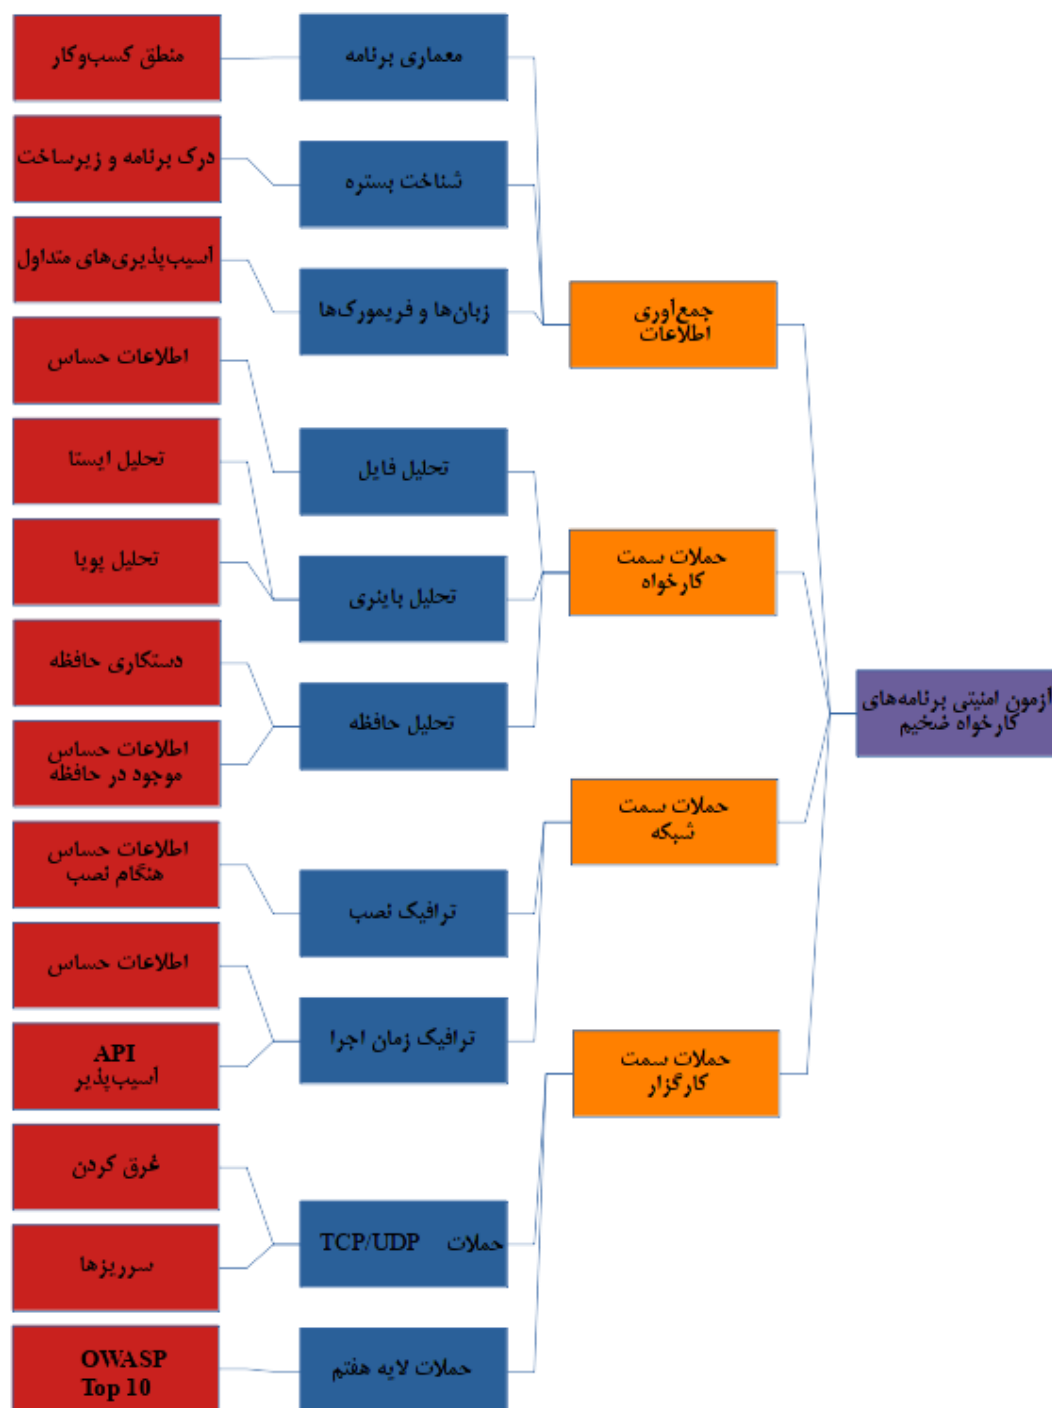 آزمون امنیتی برنامه‌های
کارخواه ضخیم
جمع‌آوری
اطلاعات
معماری برنامه
منطق کسب‌وکار
شناخت بستره
درک برنامه و زیرساخت
زبان‌ها و فریمورک‌ها
آسیب‌پذیری‌های متداول
حملات سمت
کارخواه
تحلیل فایل
اطلاعات حساس
تحلیل باینری
تحلیل ایستا
تحلیل پویا
تحلیل حافظه
دستکاری حافظه
اطلاعات حساس
موجود در حافظه
حملات سمت
شبکه
ترافیک نصب
اطلاعات حساس
هنگام نصب
ترافیک زمان اجرا
اطلاعات حساس
API
آسیب‌پذیر
حملات سمت
کارگزار
حملات TCP/UDP
غرق کردن
سرریزها
حملات لایه هفتم
OWASP
Top 10